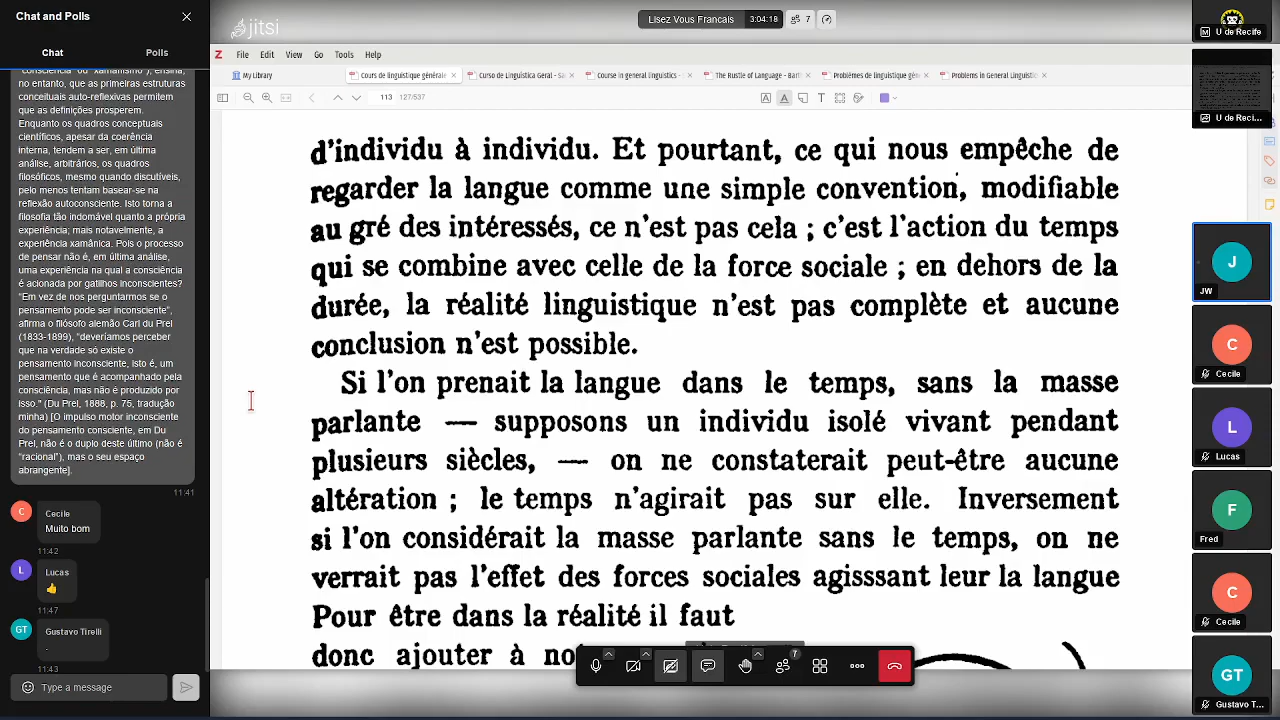 Chat and Polls
Chat
Polls
no entanto, que as primeiras estruturas
conceituais auto-reflexivas permitem
que as definições prosperem.
Enquanto os quadros conceptuais
científicos, apesar da coerência
interna, tendem a ser, em última
análise, arbitrários, os quadros
filosóficos, mesmo quando discutíveis,
pelo menos tentam basear-se na
reflexão autoconsciente. Isto torna a
filosofia tão indomável quanto a própria
experiência; mais notavelmente, a
experiência xamânica. Pois o processo
de pensar não é, em última análise,
uma experiência na qual a consciência
é acionada por gatilhos inconscientes?
"Em vez de nos perguntarmos se o
pensamento pode ser inconsciente",
afirma o filósofo alemão Carl du Prel
(1833-1899), "deveríamos perceber
que na verdade só existe o
pensamento inconsciente, isto é, um
pensamento que é acompanhado pela
consciência, mas não é produzido por
isso." (Du Prel, 1888, p. 75, tradução
minha) [O impulso motor inconsciente
do pensamento consciente, em Du
Prel, não é o duplo deste último (não é
"racional"), mas o seu espaço
abrangente].
11:41
C
Cecile
Muito bom
11:42
L
Lucas
👍
11:47
GT
Gustavo Tirelli
.
11:43
Type a message
jitsi
Lisez Vous Francais
3:04:18
7
Z
File Edit View Go Tools Help
My Library
Cours de linguistique générale
Curso de Linguística Geral - Sa
Course in general linguistics -
The Rustle of Language - Bart
Problèmes de linguistique gén
Problems in General Linguistic
113 127/537
d'individu à individu. Et pourtant, ce qui nous empêche de
regarder la langue comme une simple convention, modifiable
au gré des intéressés, ce n'est pas cela ; c'est l'action du temps
qui se combine avec celle de la force sociale ; en dehors de la
durée, la réalité linguistique n'est pas complète et aucune
conclusion n'est possible.
Si l'on prenait la langue dans le temps, sans la masse
parlante — supposons un individu isolé vivant pendant
plusieurs siècles, — on ne constaterait peut-être aucune
altération ; le temps n'agirait pas sur elle. Inversement
si l'on considérait la masse parlante sans le temps, on ne
verrait pas l'effet des forces sociales agisssant leur la langue
Pour être dans la réalité il faut
donc ajouter à no
7
M U de Recife
U de Reci...
J
JW
C
Cecile
L
Lucas
F
Fred
C
Cecile
GT
Gustavo T...